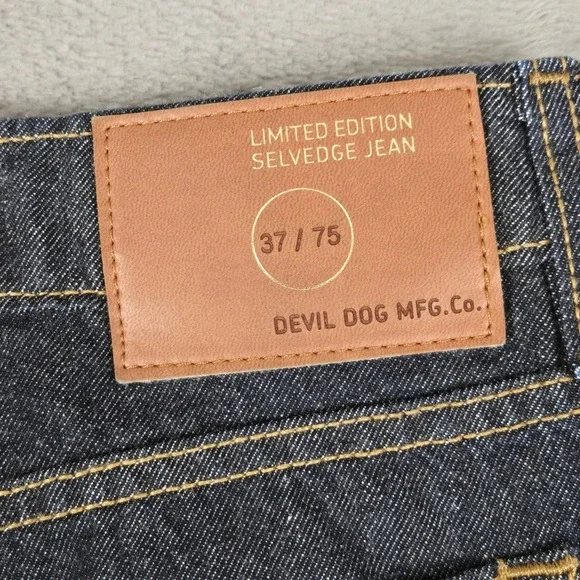 LIMITED EDITION
SELVEDGE JEAN
37 / 75
DEVIL DOG MFG.Co.